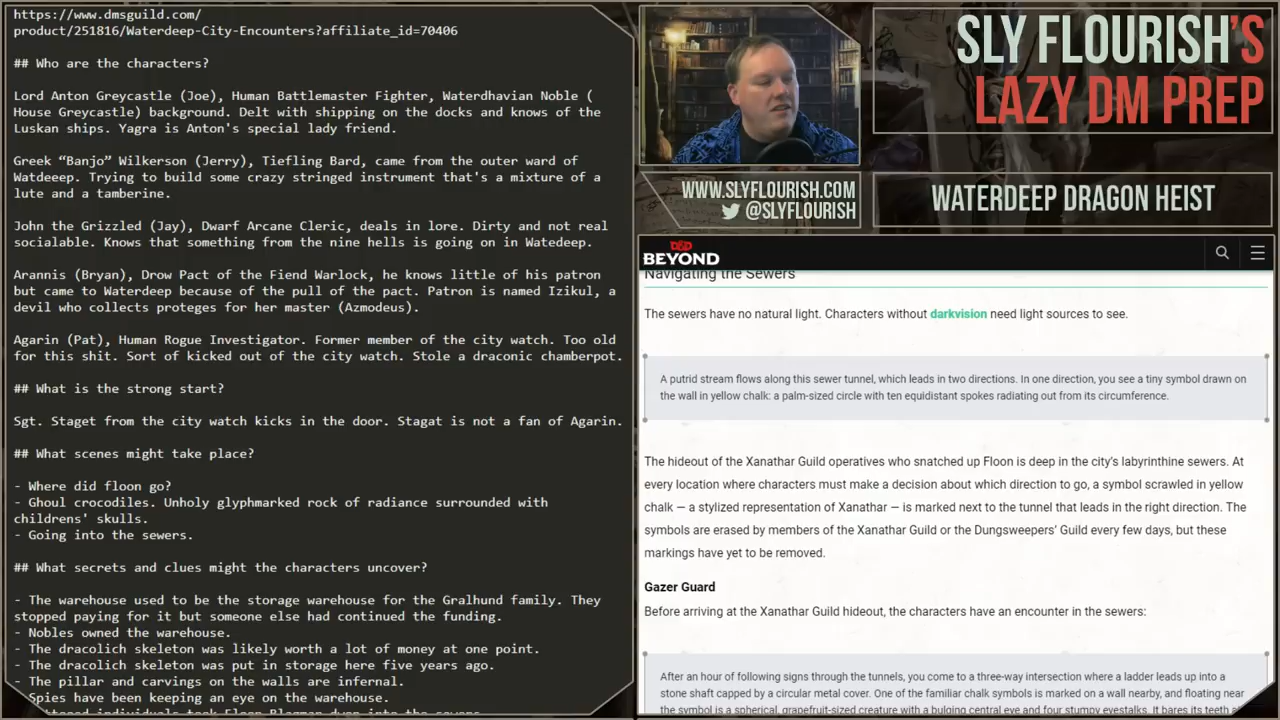 https://www.dmsguild.com/
product/251816/Waterdeep-City-Encounters?affiliate_id=70406
## Who are the characters?
Lord Anton Greycastle (Joe), Human Battlemaster Fighter, Waterdhavian Noble (
House Greycastle) background. Delt with shipping on the docks and knows of the
Luskan ships. Yagra is Anton's special lady friend.
Greek “Banjo” Wilkerson (Jerry), Tiefling Bard, came from the outer ward of
Watdeeep. Trying to build some crazy stringed instrument that's a mixture of a
lute and a tamberine.
John the Grizzled (Jay), Dwarf Arcane Cleric, deals in lore. Dirty and not real
socialable. Knows that something from the nine hells is going on in Watedeep.
Arannis (Bryan), Drow Pact of the Fiend Warlock, he knows little of his patron
but came to Waterdeep because of the pull of the pact. Patron is named Izikul, a
devil who collects proteges for her master (Azmodeus).
Agarin (Pat), Human Rogue Investigator. Former member of the city watch. Too old
for this shit. Sort of kicked out of the city watch. Stole a draconic chamberpot.
## What is the strong start?
Sgt. Staget from the city watch kicks in the door. Stagat is not a fan of Agarin.
## What scenes might take place?
- Where did floon go?
- Ghoul crocodiles. Unholy glyphmarked rock of radiance surrounded with
childrens' skulls.
- Going into the sewers.
## What secrets and clues might the characters uncover?
- The warehouse used to be the storage warehouse for the Gralhund family. They
stopped paying for it but someone else had continued the funding.
- Nobles owned the warehouse.
- The dracolich skeleton was likely worth a lot of money at one point.
- The dracolich skeleton was put in storage here five years ago.
- The pillar and carvings on the walls are infernal.
- Spies have been keeping an eye on the warehouse.
SLY FLOURISH'S
LAZY DM PREP
WWW.SLYFLOURISH.COM
@SLYFLOURISH
WATERDEEP DRAGON HEIST
D&D
BEYOND
Navigating the Sewers
The sewers have no natural light. Characters without darkvision need light sources to see.
A putrid stream flows along this sewer tunnel, which leads in two directions. In one direction, you see a tiny symbol drawn on
the wall in yellow chalk: a palm-sized circle with ten equidistant spokes radiating out from its circumference.
The hideout of the Xanathar Guild operatives who snatched up Floon is deep in the city’s labyrinthine sewers. At
every location where characters must make a decision about which direction to go, a symbol scrawled in yellow
chalk — a stylized representation of Xanathar — is marked next to the tunnel that leads in the right direction. The
symbols are erased by members of the Xanathar Guild or the Dungsweepers’ Guild every few days, but these
markings have yet to be removed.
Gazer Guard
Before arriving at the Xanathar Guild hideout, the characters have an encounter in the sewers:
After an hour of following signs through the tunnels, you come to a three-way intersection where a ladder leads up into a
stone shaft capped by a circular metal cover. One of the familiar chalk symbols is marked on a wall nearby, and floating near
the symbol is a spherical, grapefruit-sized creature with a bulging central eye and four stumpy eyestalks. It bares its teeth